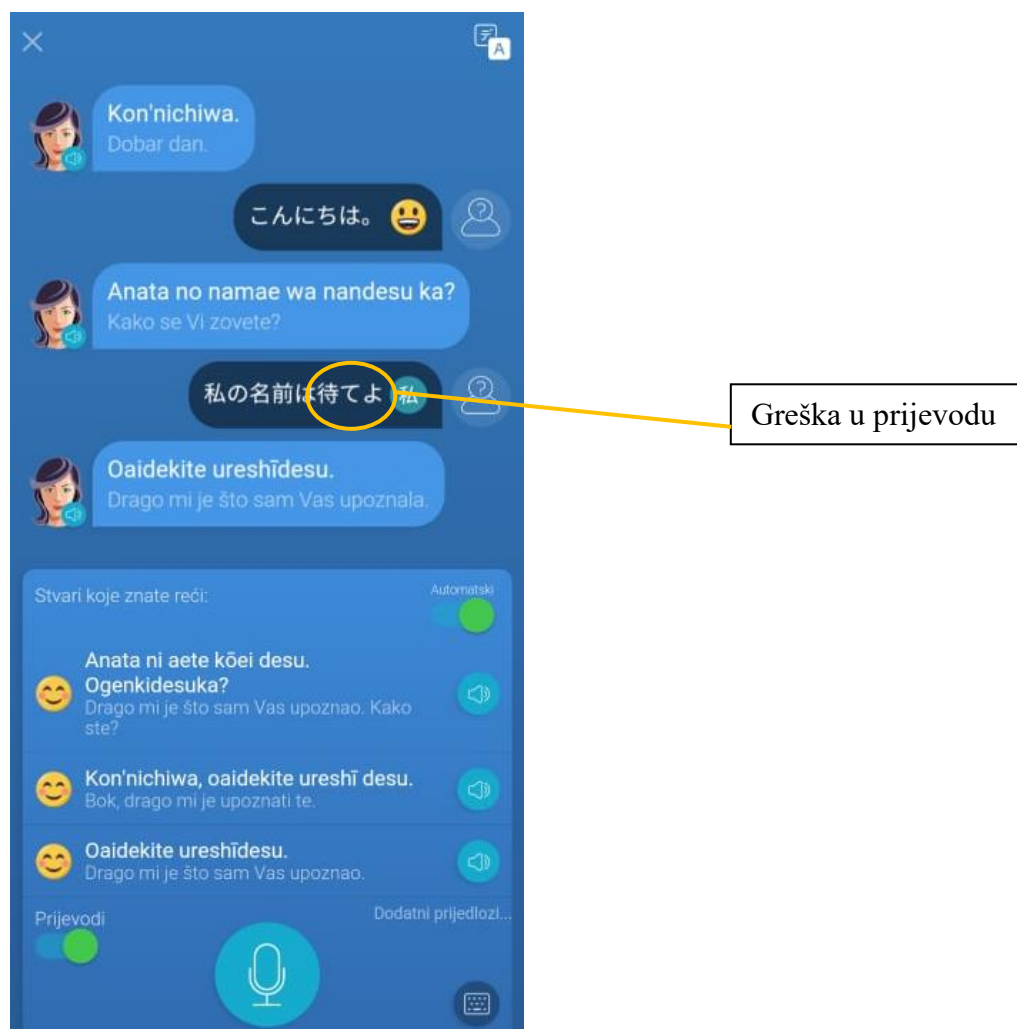 デ A
Kon'nichiwa.
Dobar dan.
こんにちは。 😃
Anata no namae wa nandesu ka?
Kako se Vi zovete?
私の名前は待てよ 私
Greška u prijevodu
Oaidekite ureshīdesu.
Drago mi je što sam Vas upoznala.
Stvari koje znate reći:
Automatski
Anata ni aete kōei desu.
Ogenkidesuka?
Drago mi je što sam Vas upoznao. Kako
ste?
Kon'nichiwa, oaidekite ureshī desu.
Bok, drago mi je upoznati te.
Oaidekite ureshīdesu.
Drago mi je što sam Vas upoznao.
Prijevodi
Dodatni prijedlozi...